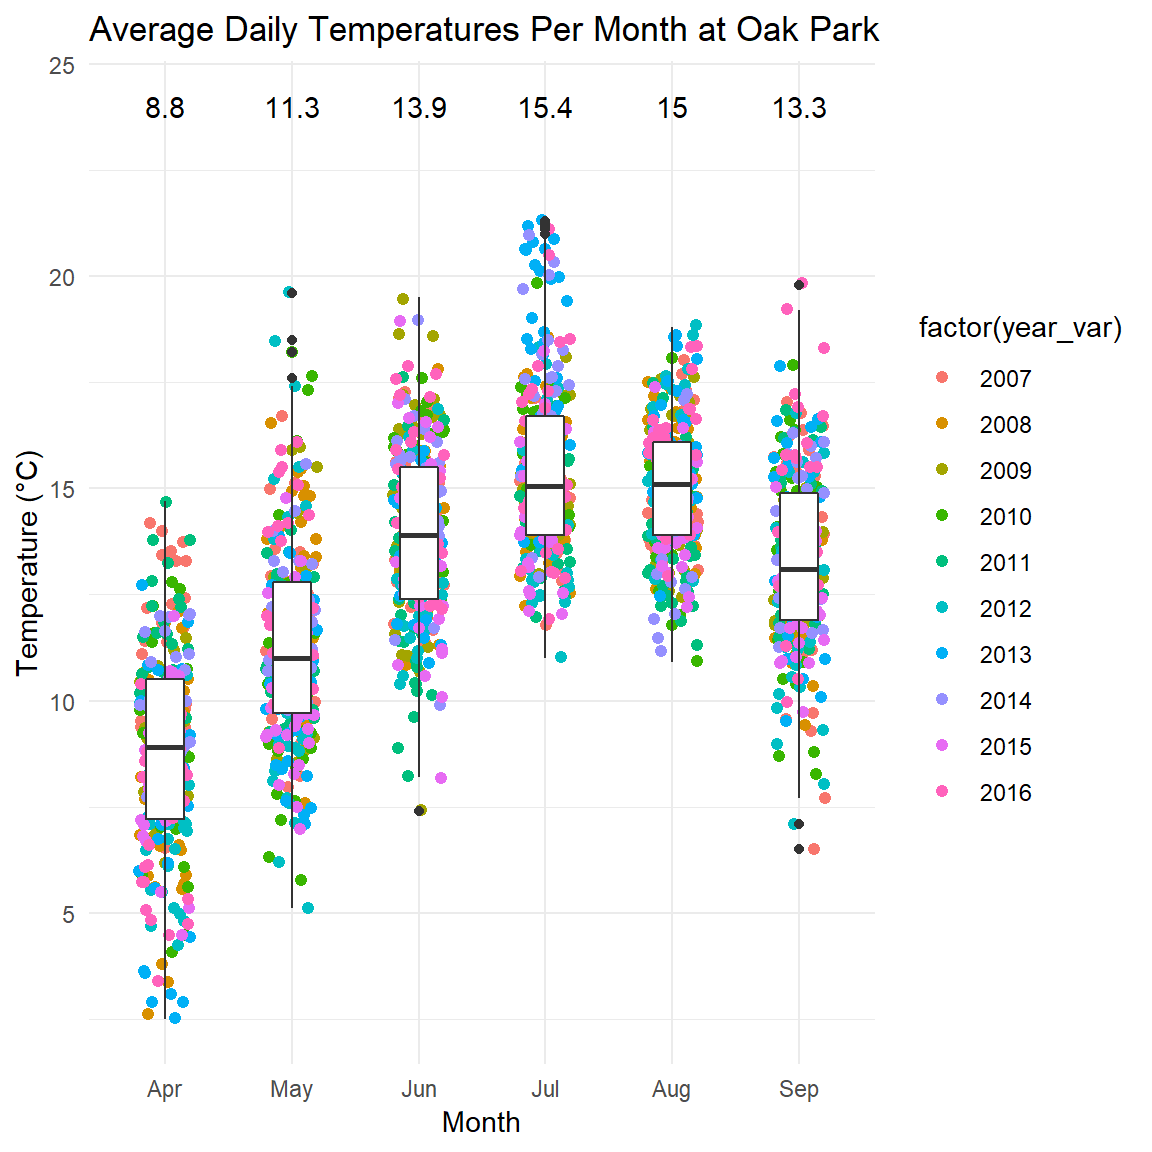 Average Daily Temperatures Per Month at Oak Park
25
8.8 11.3 13.9 15.4 15 13.3
20
15
10
5
Temperature (°C)
Apr May Jun Jul Aug Sep
Month
factor(year_var)
2007
2008
2009
2010
2011
2012
2013
2014
2015
2016